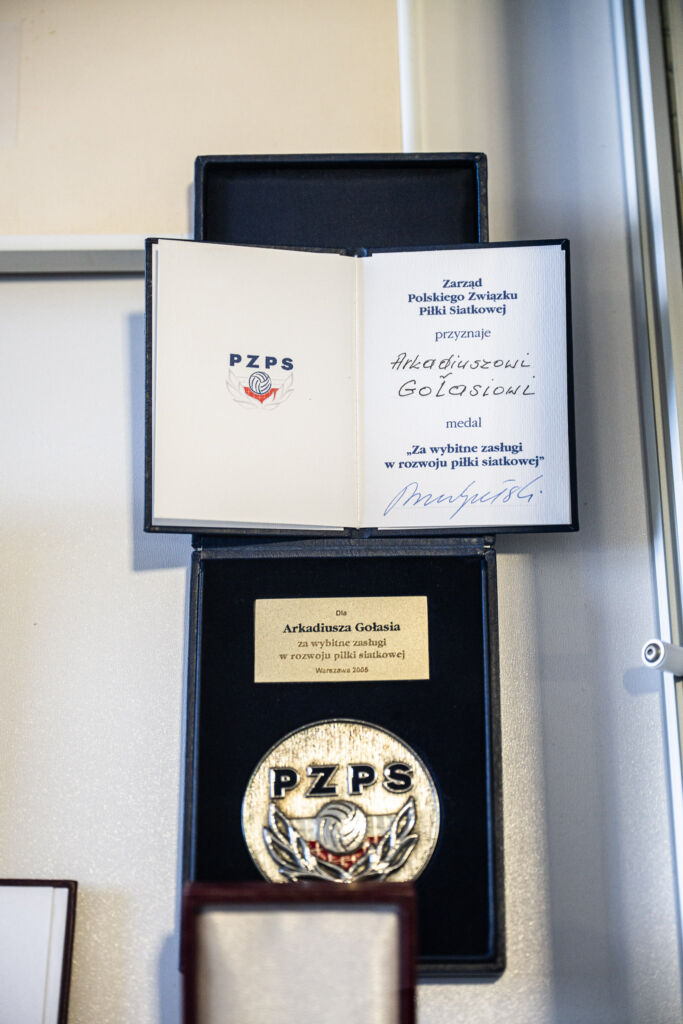 PZPS
Zarząd
Polskiego Związku
Piłki Siatkowej
przyznaje
Arkadiuszowi
Gołasiowi
medal
„Za wybitne zasługi
w rozwoju piłki siatkowej”
Dla
Arkadiusza Gołasia
za wybitne zasługi
w rozwoju piłki siatkowej
Warszawa 2005
PZPS